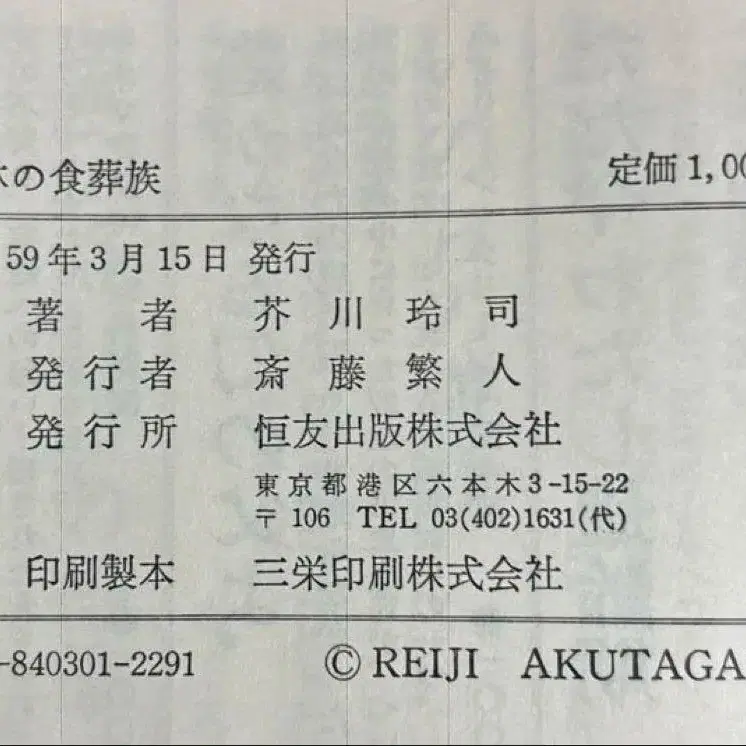 の食葬族 定価1,00
59年3月15日 発行
著者 芥川玲司
発行者 斎藤繁人
発行所 恒友出版株式会社
東京都港区六本木3-15-22
〒106 TEL 03(402)1631(代)
印刷製本 三栄印刷株式会社
-840301-2291 © REIJI AKUTAGA